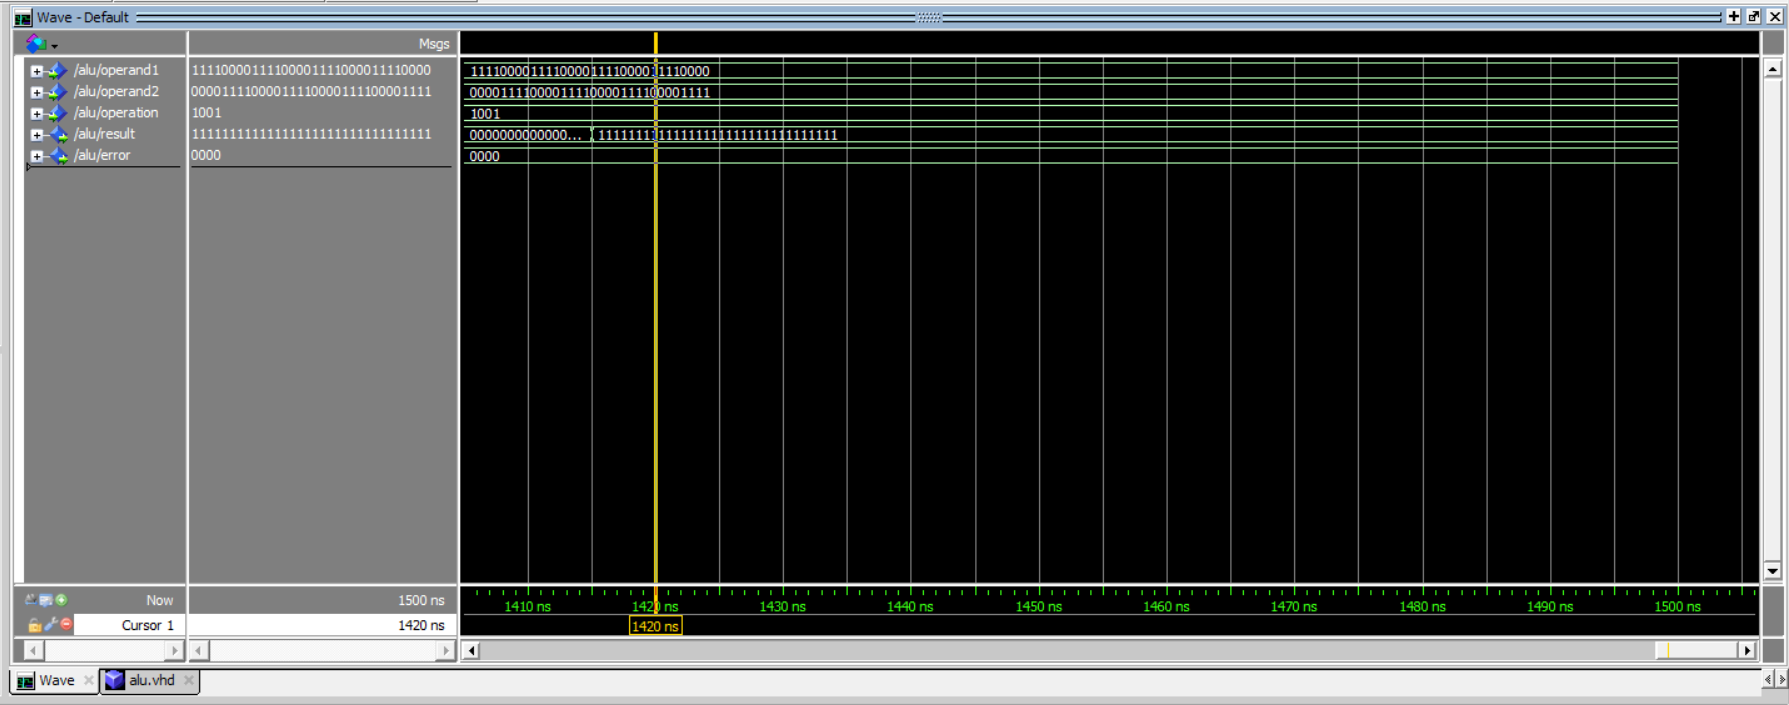 Wave - Default
Msgs
/alu/operand1 11110000111100001111000011110000 11110000111100001111000011110000
/alu/operand2 00001111000011110000111100001111 00001111000011110000111100001111
/alu/operation 1001 1001
/alu/result 11111111111111111111111111111111 0000000000000... 11111111111111111111111111111111
/alu/error 0000 0000
Now 1500 ns 1410 ns 1420 ns 1430 ns 1440 ns 1450 ns 1460 ns 1470 ns 1480 ns 1490 ns 1500 ns
Cursor 1 1420 ns 1420 ns
Wave alu.vhd